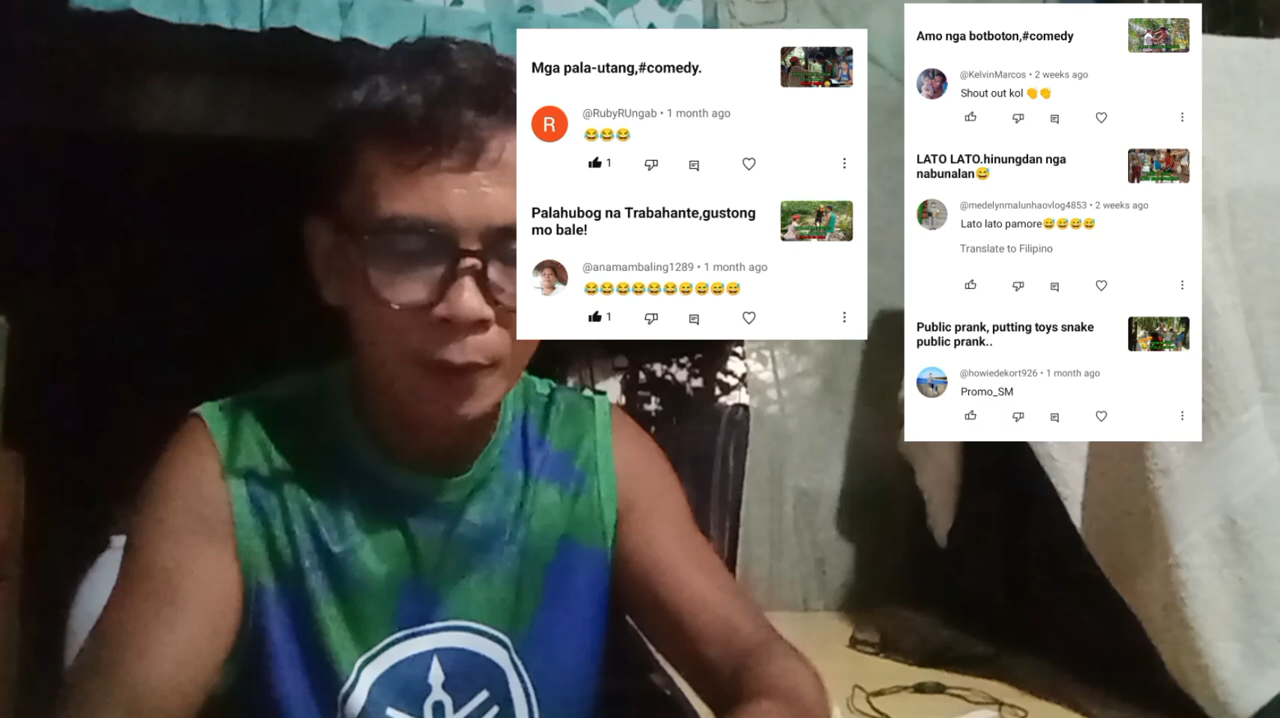 Mga pala-utang,#comedy.
@RubyRUngab • 1 month ago
R
😂😂😂
1
Palahubog na Trabahante,gustong
mo bale!
@anamambaling1289 • 1 month ago
😂😂😂😂😂😂😅😅😅😅
1
Amo nga botboton,#comedy
@KelvinMarcos • 2 weeks ago
Shout out kol 👏👏
LATO LATO.hinungdan nga
nabunalan😅
@medelynmalunhaovlog4853 • 2 weeks ago
Lato lato pamore😅😅😅😅
Translate to Filipino
Public prank, putting toys snake
public prank..
@howiedekort926 • 1 month ago
Promo_SM